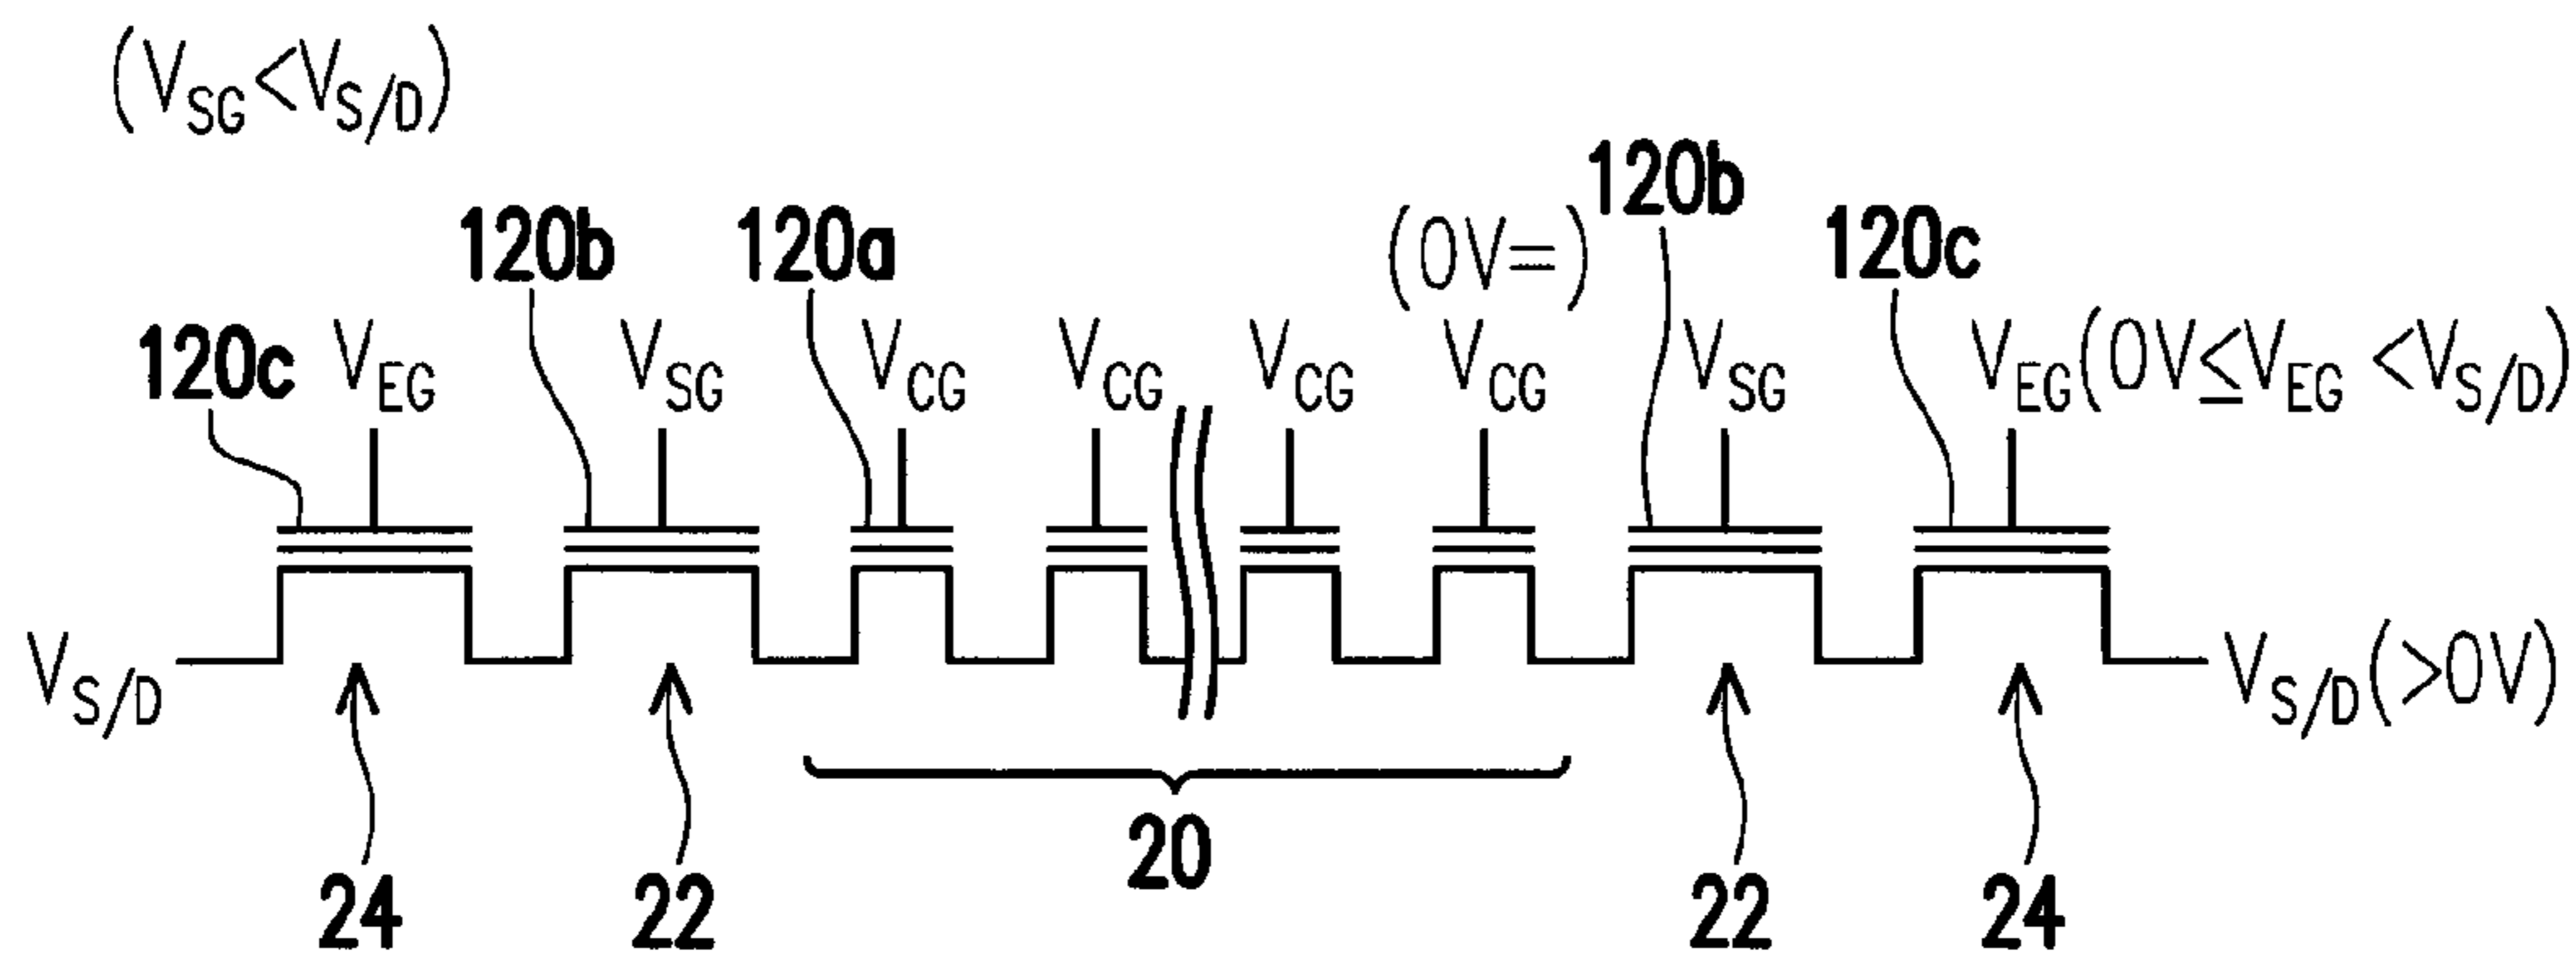 (V_SG<V_S/D)
120b
120b 120a (0V=) 120c
120c V_EG V_SG V_CG V_CG V_CG V_CG V_SG V_EG(0V≤V_EG <V_S/D)
V_S/D V_S/D(>0V)
20
24 22 22 24